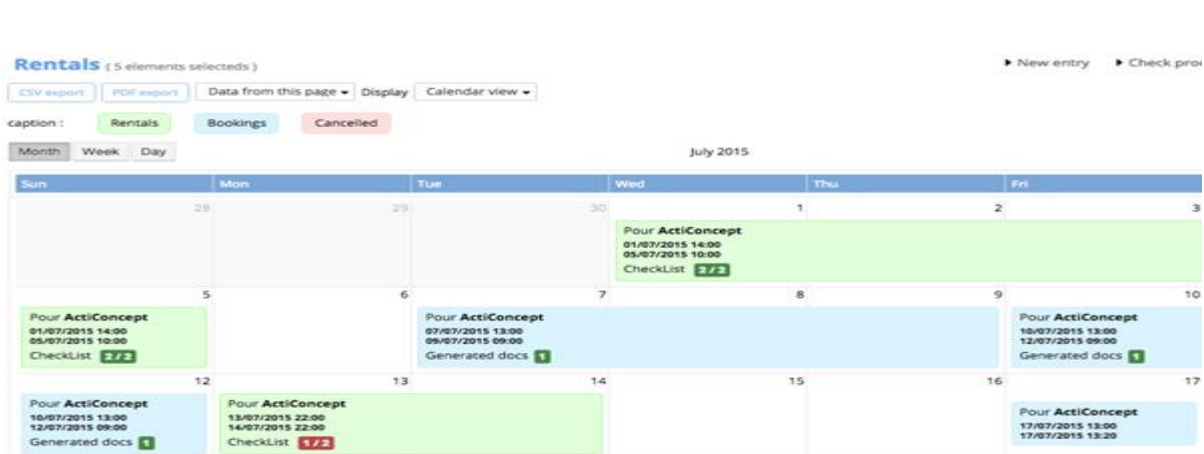 Rentals ( 5 elements selecteds )
New entry Check
CSV export PDF export Data from this page Display Calendar view
caption : Rentals Bookings Cancelled
Month Week Day July 2015
Sun Mon Tue Wed Thu Fri
28 29 30 1 2 3
Pour ActiConcept
01/07/2015 14:00
05/07/2015 10:00
CheckList 2/2
5 6 7 8 9 10
Pour ActiConcept
01/07/2015 14:00
05/07/2015 10:00
CheckList 2/2
Pour ActiConcept
07/07/2015 13:00
09/07/2015 09:00
Generated docs 1
Pour ActiConcept
10/07/2015 13:00
12/07/2015 09:00
Generated docs 1
12 13 14 15 16 17
Pour ActiConcept
10/07/2015 13:00
12/07/2015 09:00
Generated docs 1
Pour ActiConcept
13/07/2015 22:00
14/07/2015 22:00
CheckList 1/2
Pour ActiConcept
17/07/2015 13:00
17/07/2015 13:20